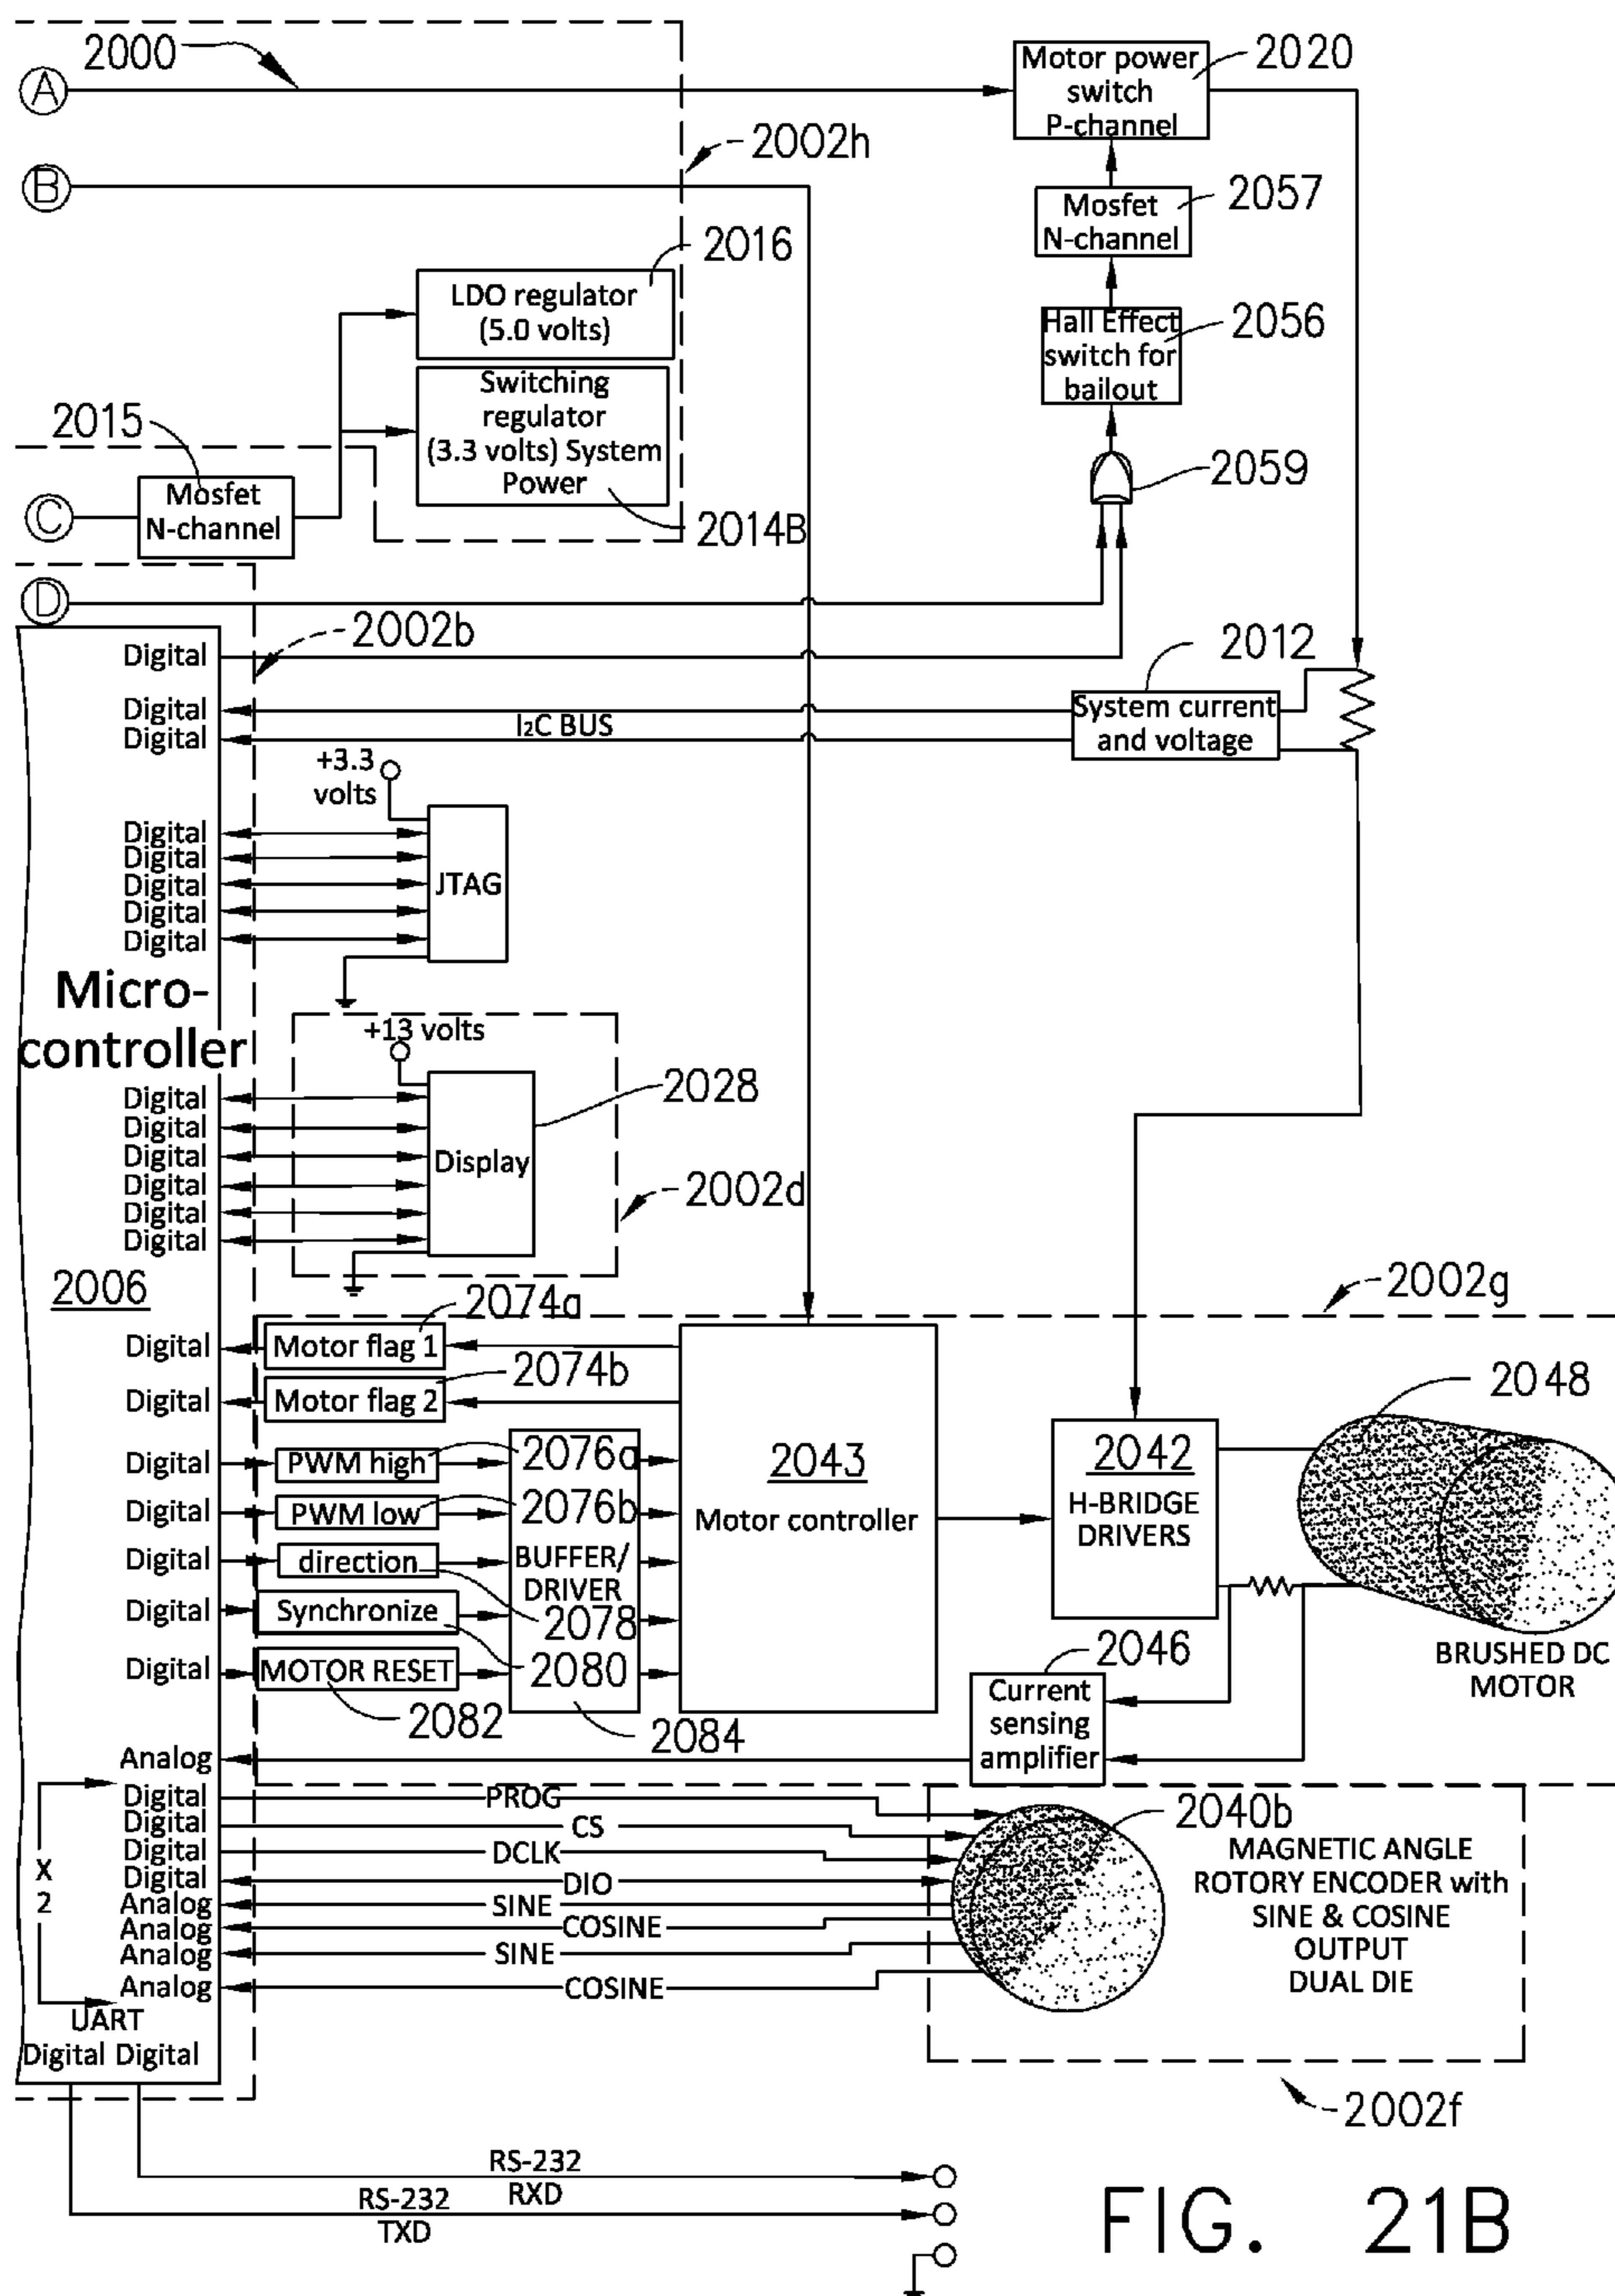 2000
A
Motor power
switch
P-channel
2020
2002h
B
Mosfet
N-channel
2057
2016
LDO regulator
(5.0 volts)
Hall Effect
switch for
bailout
2056
Switching
regulator
(3.3 volts) System
Power
2015
Mosfet
N-channel
C
2014B
2059
D
2002b
Digital
2012
Digital
Digital
I2C BUS
System current
and voltage
+3.3
volts
Digital
Digital
Digital
Digital
Digital
JTAG
Micro-
controller
+13 volts
2028
Digital
Digital
Digital
Digital
Digital
Digital
Display
2002d
2006
2002g
2074a
Digital
Motor flag 1
2074b
Digital
Motor flag 2
2048
Digital
PWM high
2076a
Digital
PWM low
2076b
2043
Motor controller
2042
H-BRIDGE
DRIVERS
Digital
direction
BUFFER/
DRIVER
Digital
Synchronize
2078
Digital
MOTOR RESET
2080
2082
2084
2046
Current
sensing
amplifier
BRUSHED DC
MOTOR
Analog
X
2
Digital
PROG
Digital
CS
Digital
DCLK
Digital
DIO
Analog
SINE
Analog
COSINE
Analog
SINE
Analog
COSINE
2040b
MAGNETIC ANGLE
ROTORY ENCODER with
SINE & COSINE
OUTPUT
DUAL DIE
UART
Digital Digital
2002f
RS-232
RXD
RS-232
TXD
FIG. 21B